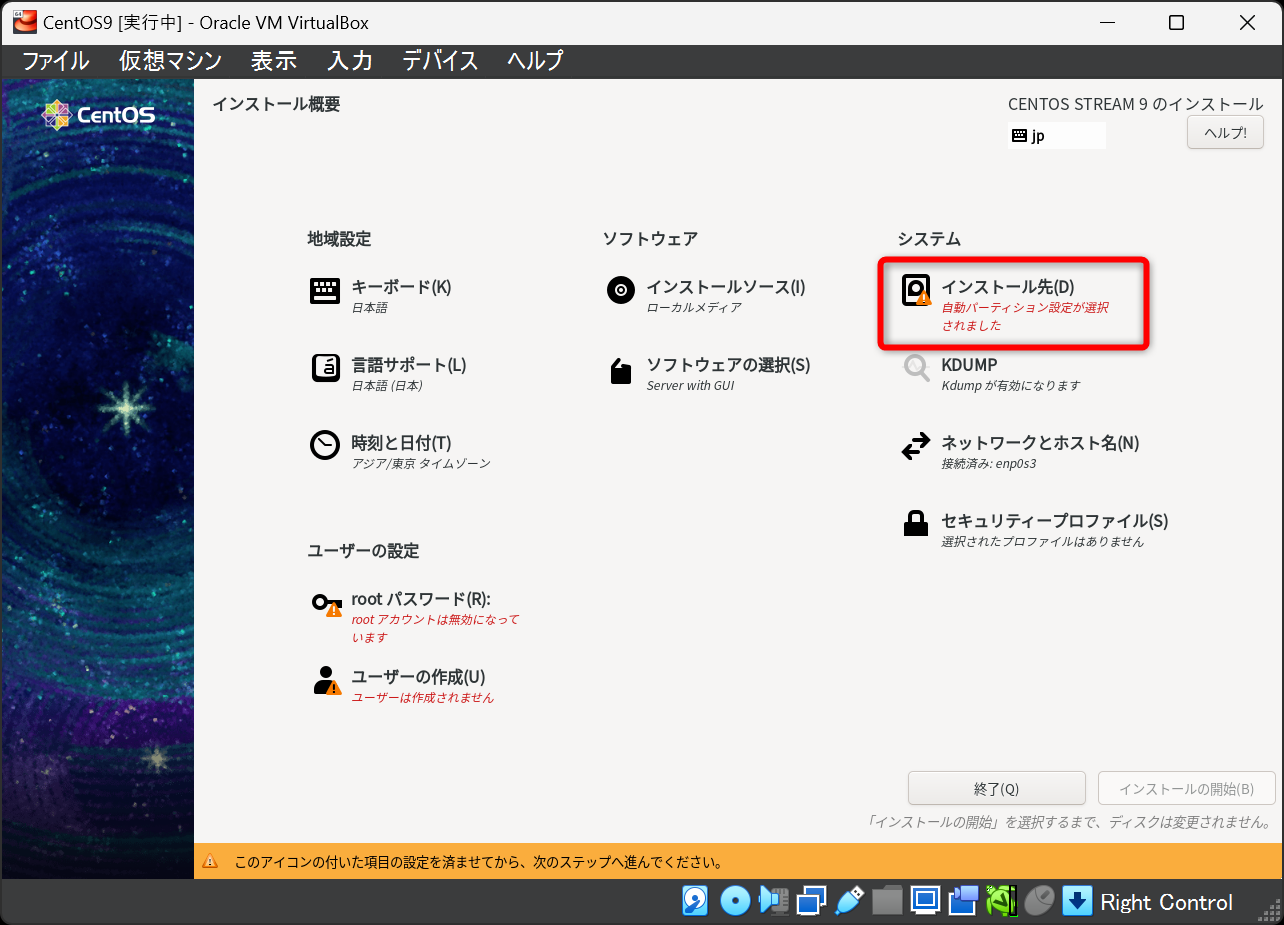 CentOS9 [実行中] - Oracle VM VirtualBox
ファイル 仮想マシン 表示 入力 デバイス ヘルプ
CentOS
インストール概要
CENTOS STREAM 9 のインストール
jp
ヘルプ!
地域設定
キーボード(K)
日本語
言語サポート(L)
日本語 (日本)
時刻と日付(T)
アジア/東京 タイムゾーン
ソフトウェア
インストールソース(I)
ローカルメディア
ソフトウェアの選択(S)
Server with GUI
システム
インストール先(D)
自動パーティション設定が選択
されました
KDUMP
Kdump が有効になります
ネットワークとホスト名(N)
接続済み: enp0s3
セキュリティープロファイル(S)
選択されたプロファイルはありません
ユーザーの設定
root パスワード(R):
root アカウントは無効になって
います
ユーザーの作成(U)
ユーザーは作成されません
終了(Q)
インストールの開始(B)
「インストールの開始」を選択するまで、ディスクは変更されません。
このアイコンの付いた項目の設定を済ませてから、次のステップへ進んでください。
Right Control